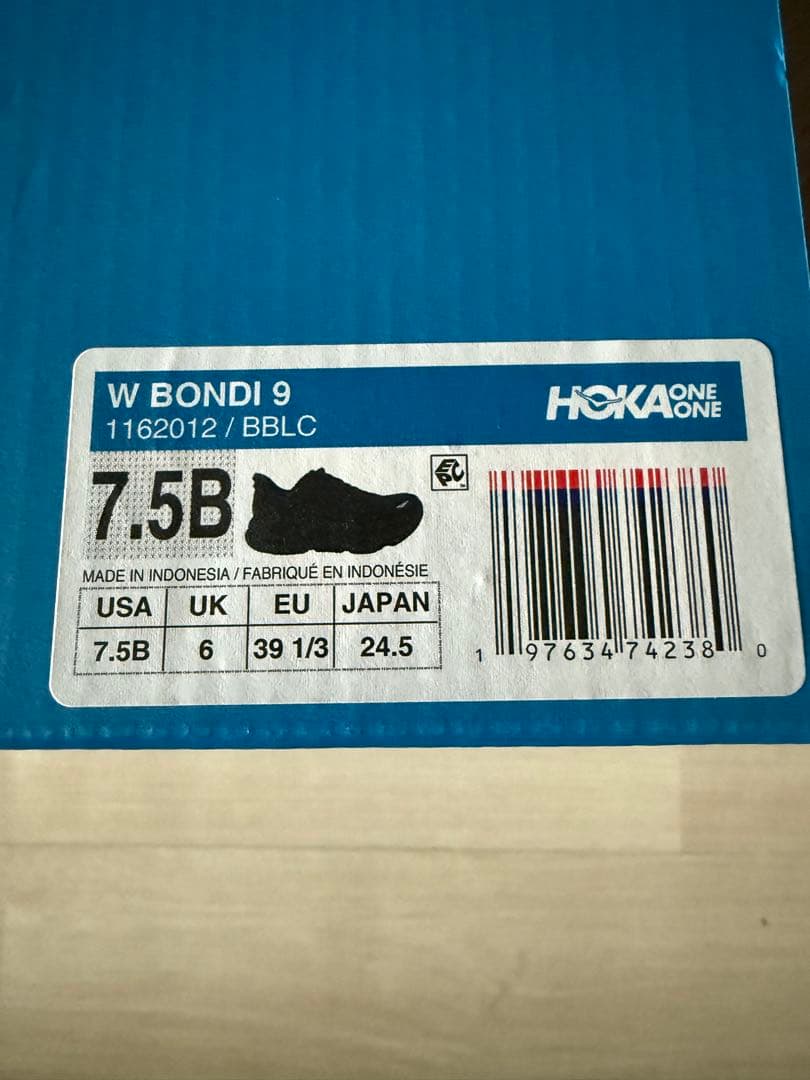 W BONDI 9
1162012 / BBLC
HOKA ONE ONE
7.5B
EPC
MADE IN INDONESIA / FABRIQUÉ EN INDONÉSIE
USA UK EU JAPAN
7.5B 6 39 1/3 24.5
1 97634 74238 0